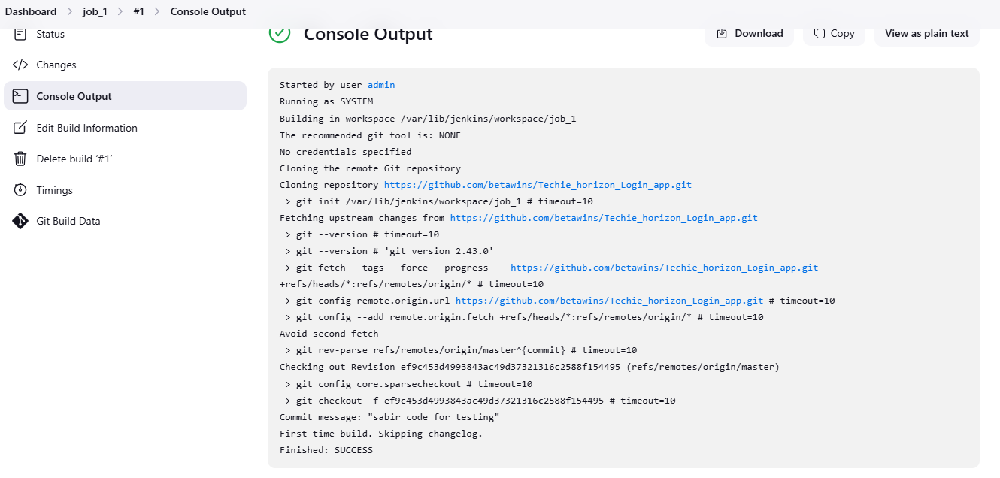 Dashboard > job_1 > #1 > Console Output
Status
Changes
Console Output
Edit Build Information
Delete build ‘#1’
Timings
Git Build Data
Console Output
Download
Copy
View as plain text
Started by user admin
Running as SYSTEM
Building in workspace /var/lib/jenkins/workspace/job_1
The recommended git tool is: NONE
No credentials specified
Cloning the remote Git repository
Cloning repository https://github.com/betawins/Techie_horizon_Login_app.git
 > git init /var/lib/jenkins/workspace/job_1 # timeout=10
Fetching upstream changes from https://github.com/betawins/Techie_horizon_Login_app.git
 > git --version # timeout=10
 > git --version # 'git version 2.43.0'
 > git fetch --tags --force --progress -- https://github.com/betawins/Techie_horizon_Login_app.git
+refs/heads/*:refs/remotes/origin/* # timeout=10
 > git config remote.origin.url https://github.com/betawins/Techie_horizon_Login_app.git # timeout=10
 > git config --add remote.origin.fetch +refs/heads/*:refs/remotes/origin/* # timeout=10
Avoid second fetch
 > git rev-parse refs/remotes/origin/master^{commit} # timeout=10
Checking out Revision ef9c453d4993843ac49d37321316c2588f154495 (refs/remotes/origin/master)
 > git config core.sparsecheckout # timeout=10
 > git checkout -f ef9c453d4993843ac49d37321316c2588f154495 # timeout=10
Commit message: "sabir code for testing"
First time build. Skipping changelog.
Finished: SUCCESS